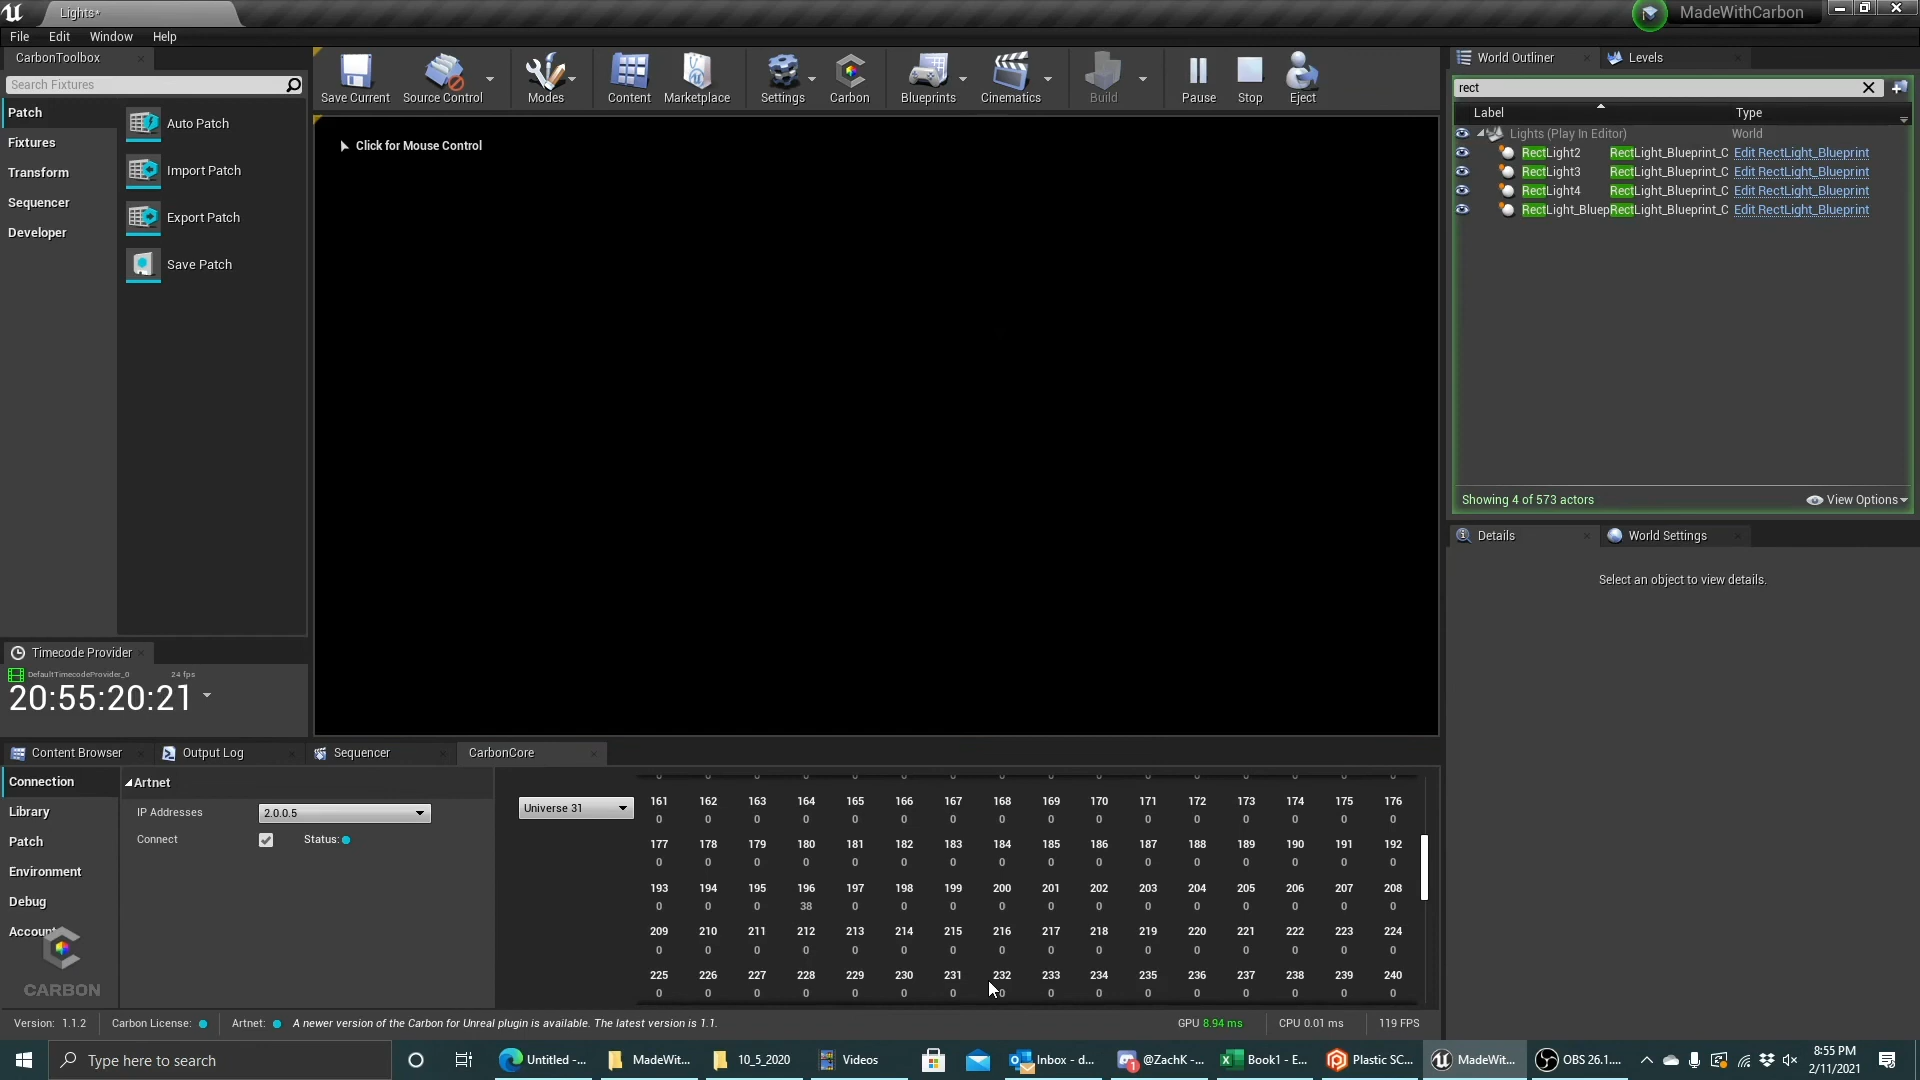 Lights*
MadeWithCarbon
File Edit Window Help
CarbonToolbox
Search Fixtures
Patch
Fixtures
Transform
Sequencer
Developer
Auto Patch
Import Patch
Export Patch
Save Patch
Save Current Source Control Modes Content Marketplace Settings Carbon Blueprints Cinematics Build Pause Stop Eject
Click for Mouse Control
World Outliner Levels
rect
Label Type
Lights (Play In Editor) World
RectLight2 RectLight_Blueprint_C Edit RectLight_Blueprint
RectLight3 RectLight_Blueprint_C Edit RectLight_Blueprint
RectLight4 RectLight_Blueprint_C Edit RectLight_Blueprint
RectLight_Bluep RectLight_Blueprint_C Edit RectLight_Blueprint
Showing 4 of 573 actors View Options
Details World Settings
Select an object to view details.
Timecode Provider
DefaultTimecodeProvider_0 24 fps
20:55:20:21
Content Browser Output Log Sequencer CarbonCore
Connection
Library
Patch
Environment
Debug
Account
CARBON
Artnet
IP Addresses 2.0.0.5
Connect Status:
Universe 31
0 0 0 0 0 0 0 0 0 0 0 0 0 0 0 0
161 162 163 164 165 166 167 168 169 170 171 172 173 174 175 176
0 0 0 0 0 0 0 0 0 0 0 0 0 0 0 0
177 178 179 180 181 182 183 184 185 186 187 188 189 190 191 192
0 0 0 0 0 0 0 0 0 0 0 0 0 0 0 0
193 194 195 196 197 198 199 200 201 202 203 204 205 206 207 208
0 0 0 38 0 0 0 0 0 0 0 0 0 0 0 0
209 210 211 212 213 214 215 216 217 218 219 220 221 222 223 224
0 0 0 0 0 0 0 0 0 0 0 0 0 0 0 0
225 226 227 228 229 230 231 232 233 234 235 236 237 238 239 240
0 0 0 0 0 0 0 0 0 0 0 0 0 0 0 0
Version: 1.1.2 Carbon License: Artnet: A newer version of the Carbon for Unreal plugin is available. The latest version is 1.1.
GPU 8.94 ms CPU 0.01 ms 119 FPS
Type here to search
Untitled -... MadeWit... 10_5_2020 Videos Inbox - d... @ZachK -... Book1 - E... Plastic SC... MadeWit... OBS 26.1....
8:55 PM
2/11/2021